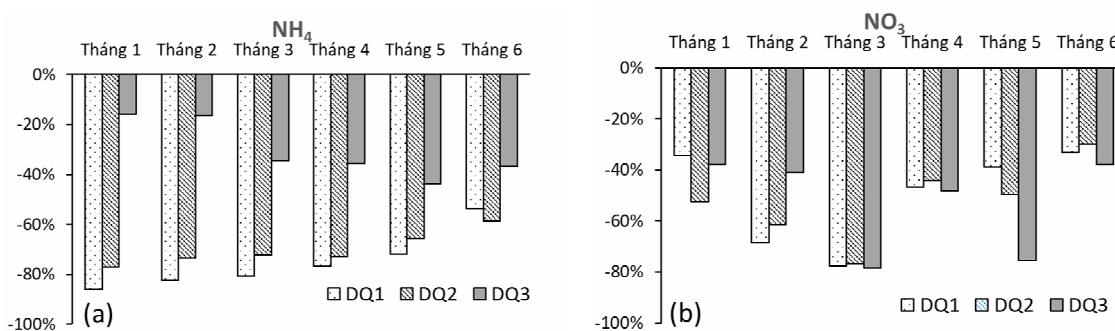 NH₄
Tháng 1 Tháng 2 Tháng 3 Tháng 4 Tháng 5 Tháng 6
0%
-20%
-40%
-60%
-80%
-100%
(a)
DQ1 DQ2 DQ3
NO₃
Tháng 1 Tháng 2 Tháng 3 Tháng 4 Tháng 5 Tháng 6
0%
-20%
-40%
-60%
-80%
-100%
(b)
DQ1 DQ2 DQ3